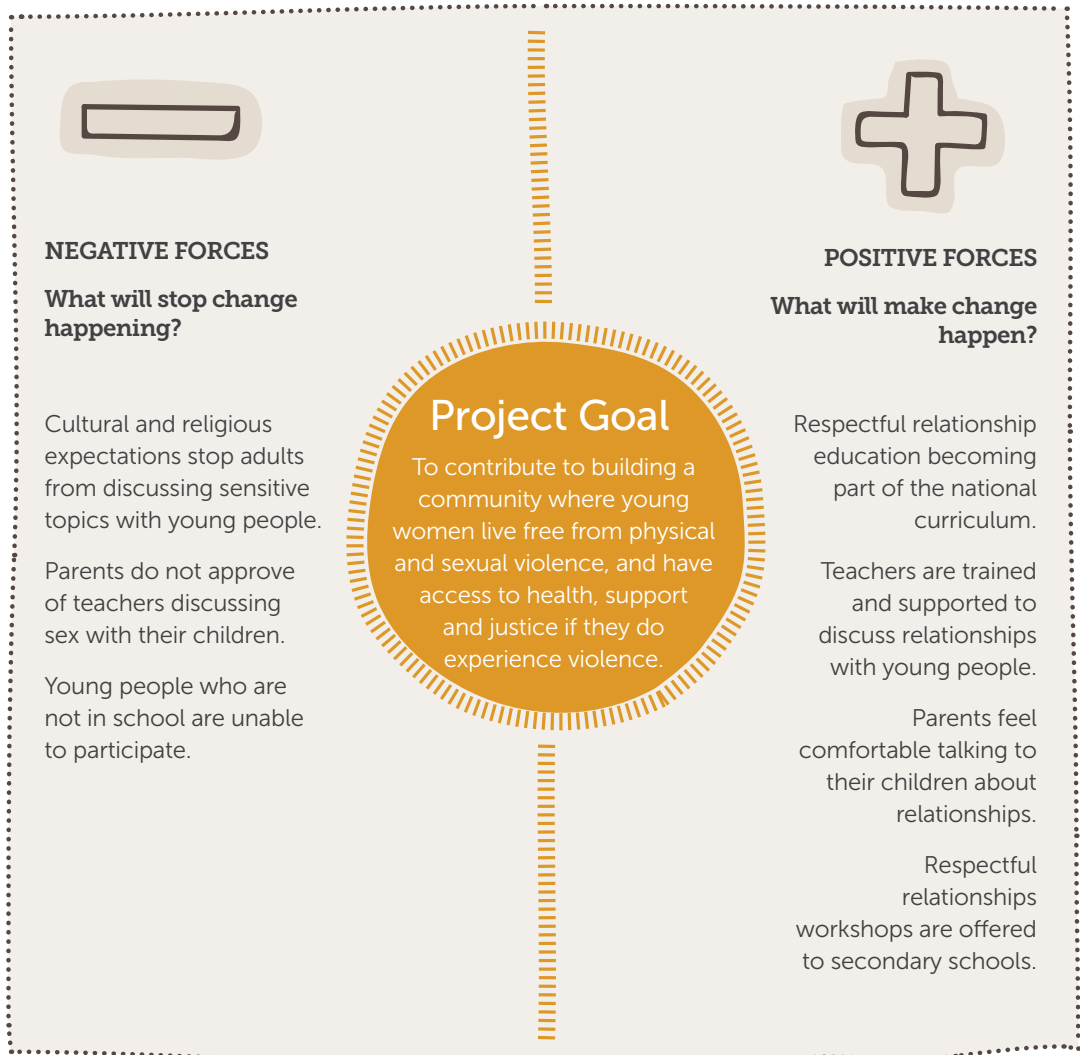 NEGATIVE FORCES
What will stop change
happening?
Cultural and religious
expectations stop adults
from discussing sensitive
topics with young people.
Parents do not approve
of teachers discussing
sex with their children.
Young people who are
not in school are unable
to participate.
Project Goal
To contribute to building a
community where young
women live free from physical
and sexual violence, and have
access to health, support
and justice if they do
experience violence.
POSITIVE FORCES
What will make change
happen?
Respectful relationship
education becoming
part of the national
curriculum.
Teachers are trained
and supported to
discuss relationships
with young people.
Parents feel
comfortable talking to
their children about
relationships.
Respectful
relationships
workshops are offered
to secondary schools.